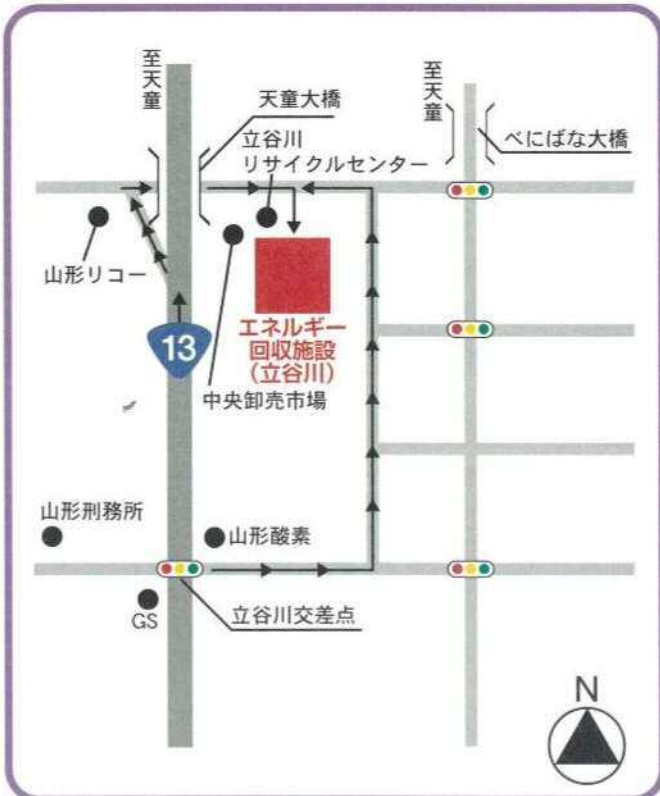 至天童
天童大橋
立谷川
リサイクルセンター
至天童
べにばな大橋
山形リコー
13
エネルギー
回収施設
(立谷川)
中央卸売市場
山形刑務所
山形酸素
GS
立谷川交差点
N